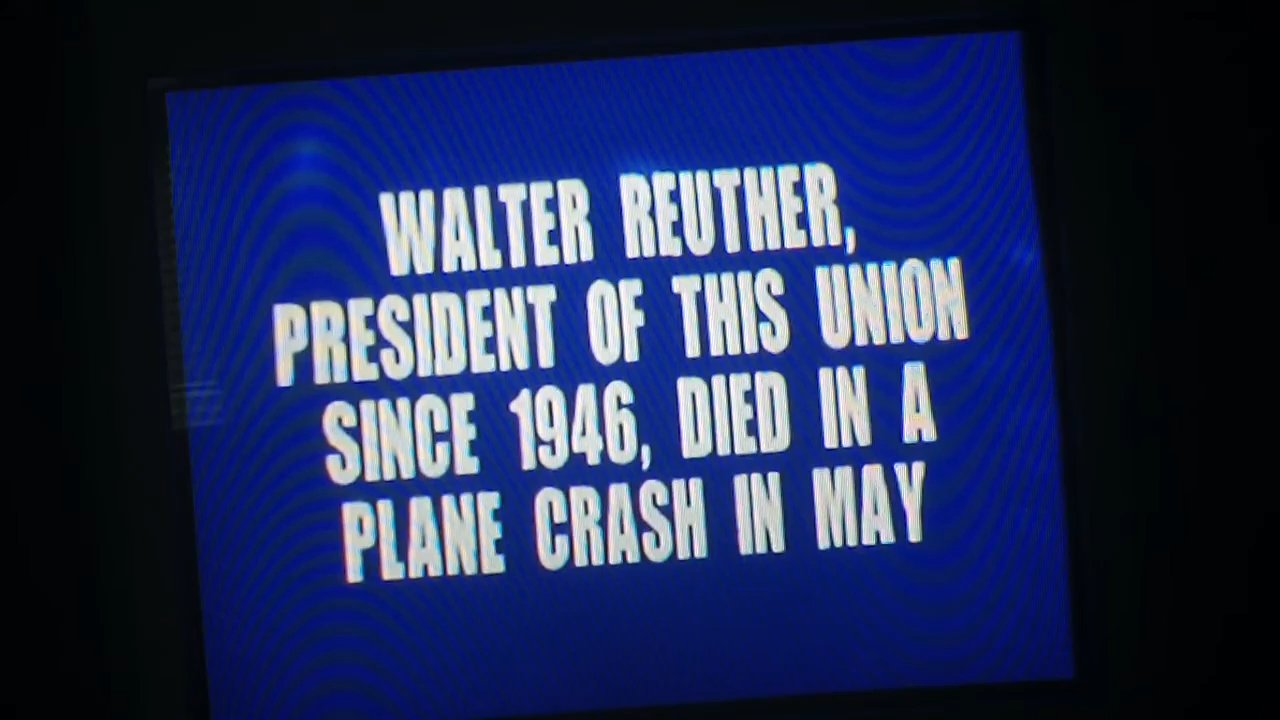 WALTER REUTHER,
PRESIDENT OF THIS UNION
SINCE 1946, DIED IN A
PLANE CRASH IN MAY